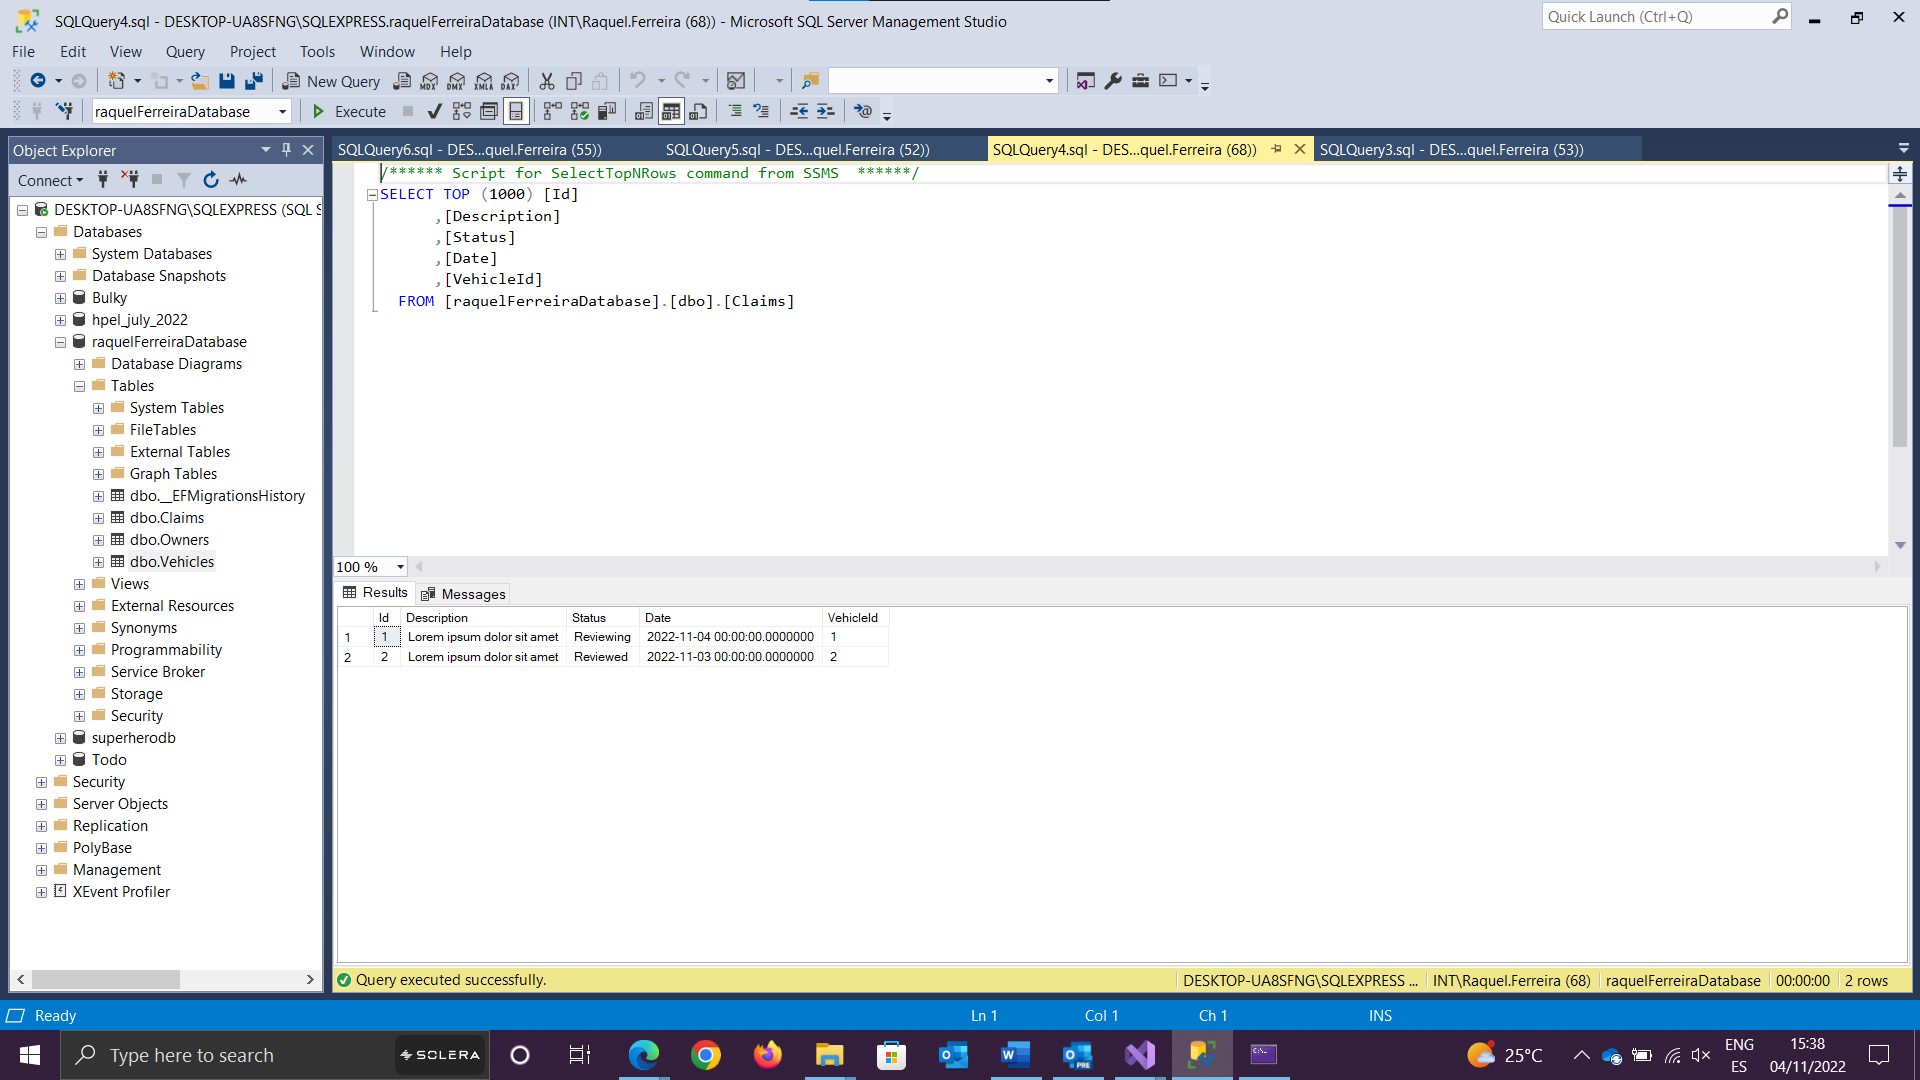 SQLQuery4.sql - DESKTOP-UA8SFNG\SQLEXPRESS.raquelFerreiraDatabase (INT\Raquel.Ferreira (68)) - Microsoft SQL Server Management Studio
Quick Launch (Ctrl+Q)
File Edit View Query Project Tools Window Help
New Query MDX DMX XMLA DAX
raquelFerreiraDatabase Execute
Object Explorer
Connect
DESKTOP-UA8SFNG\SQLEXPRESS (SQL S
Databases
System Databases
Database Snapshots
Bulky
hpel_july_2022
raquelFerreiraDatabase
Database Diagrams
Tables
System Tables
FileTables
External Tables
Graph Tables
dbo.__EFMigrationsHistory
dbo.Claims
dbo.Owners
dbo.Vehicles
Views
External Resources
Synonyms
Programmability
Service Broker
Storage
Security
superherodb
Todo
Security
Server Objects
Replication
PolyBase
Management
XEvent Profiler
SQLQuery6.sql - DES...quel.Ferreira (55)) SQLQuery5.sql - DES...quel.Ferreira (52)) SQLQuery4.sql - DES...quel.Ferreira (68)) SQLQuery3.sql - DES...quel.Ferreira (53))
/****** Script for SelectTopNRows command from SSMS  ******/
SELECT TOP (1000) [Id]
,[Description]
,[Status]
,[Date]
,[VehicleId]
FROM [raquelFerreiraDatabase].[dbo].[Claims]
100 %
Results Messages
Id Description Status Date VehicleId
1 1 Lorem ipsum dolor sit amet Reviewing 2022-11-04 00:00:00.0000000 1
2 2 Lorem ipsum dolor sit amet Reviewed 2022-11-03 00:00:00.0000000 2
Query executed successfully. DESKTOP-UA8SFNG\SQLEXPRESS ... INT\Raquel.Ferreira (68) raquelFerreiraDatabase 00:00:00 2 rows
Ready Ln 1 Col 1 Ch 1 INS
Type here to search SOLERA PRE 25°C ENG ES 15:38 04/11/2022